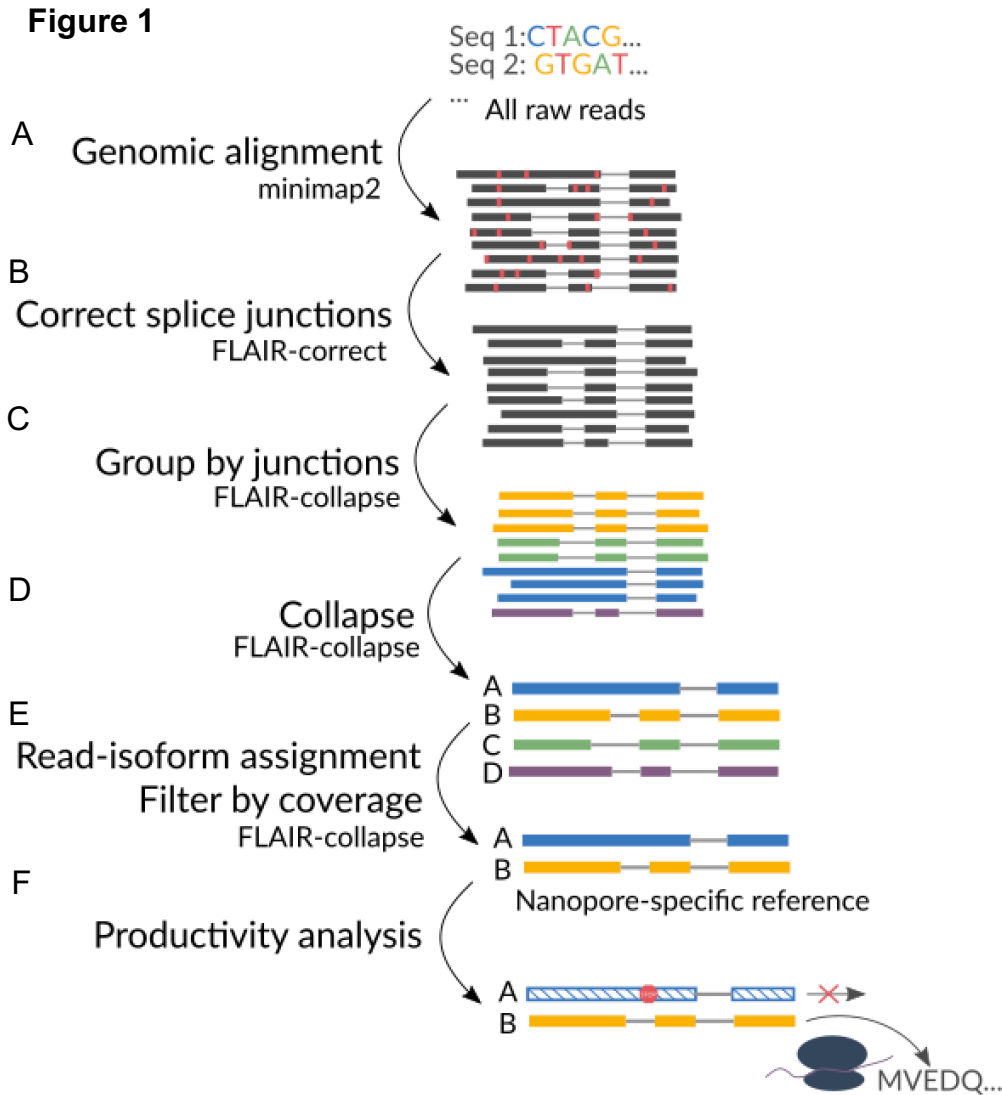 Figure 1
Seq 1:CTACG...
Seq 2: GTGAT...
...
All raw reads
A
Genomic alignment
minimap2
B
Correct splice junctions
FLAIR-correct
C
Group by junctions
FLAIR-collapse
D
Collapse
FLAIR-collapse
A
B
C
D
E
Read-isoform assignment
Filter by coverage
FLAIR-collapse
A
B
Nanopore-specific reference
F
Productivity analysis
A
B
MVEDQ...